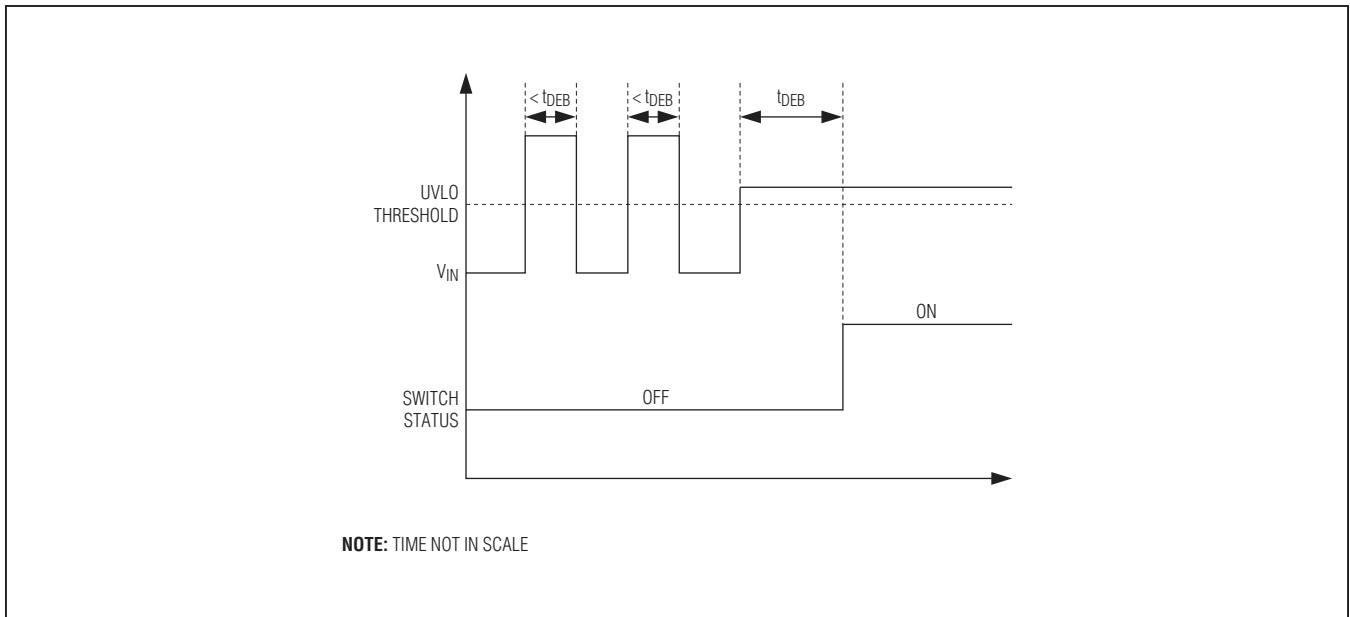 < tDEB
< tDEB
tDEB
UVLO
THRESHOLD
VIN
ON
SWITCH
STATUS
OFF
NOTE: TIME NOT IN SCALE